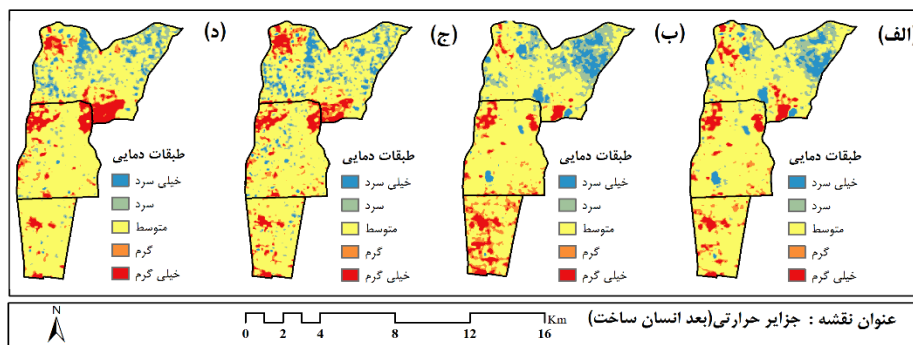 (الف)
طبقات دمایی
خیلی سرد
سرد
متوسط
گرم
خیلی گرم
(ب)
طبقات دمایی
خیلی سرد
سرد
متوسط
گرم
خیلی گرم
(ج)
طبقات دمایی
خیلی سرد
سرد
متوسط
گرم
خیلی گرم
(د)
طبقات دمایی
خیلی سرد
سرد
متوسط
گرم
خیلی گرم
عنوان نقشه : جزایر حرارتی(بعد انسان ساخت)
Km
0 2 4 8 12 16
N